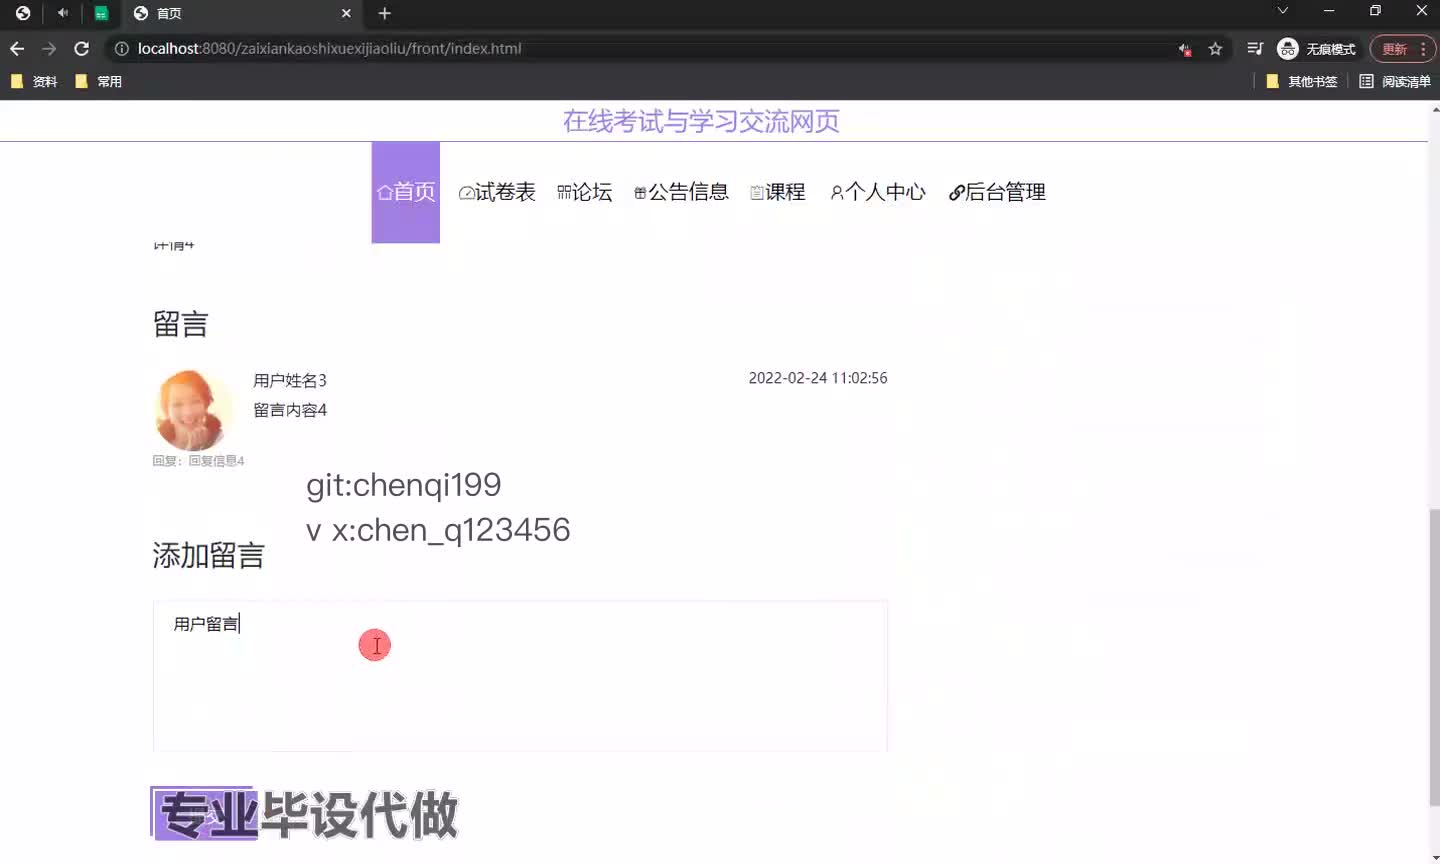 首页
localhost:8080/zaixiankaoshixuexijiaoliu/front/index.html
无痕模式
更新
资料
常用
其他书签
阅读清单
在线考试与学习交流网页
首页
试卷表
论坛
公告信息
课程
个人中心
后台管理
详情4
留言
用户姓名3
2022-02-24 11:02:56
留言内容4
回复：回复信息4
git:chenqi199
v x:chen_q123456
添加留言
用户留言
专业毕设代做